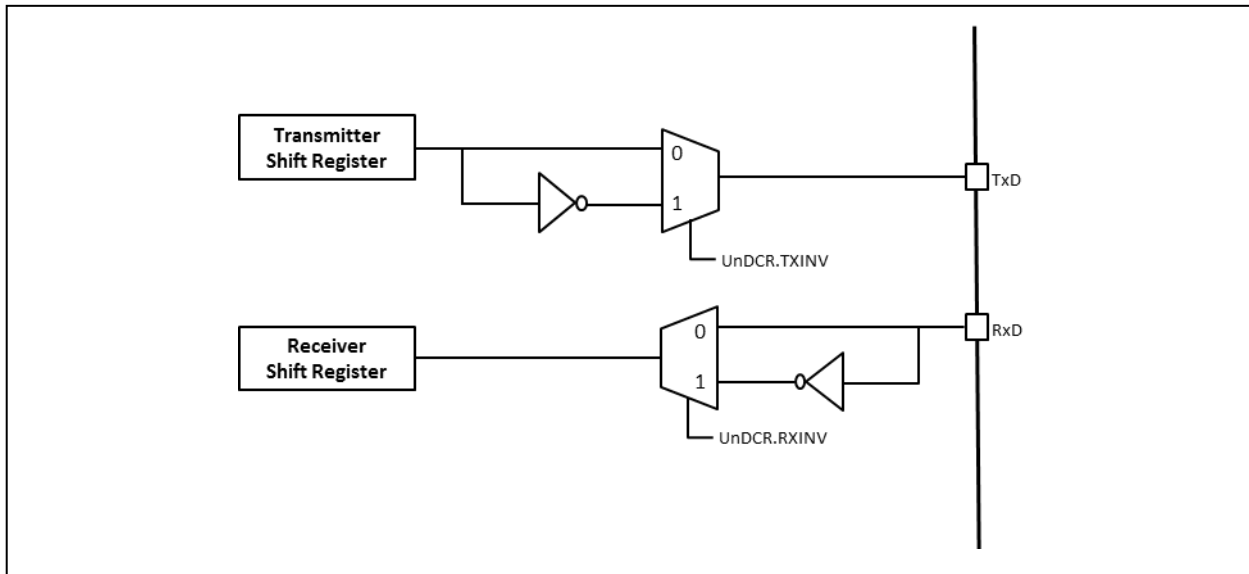 Transmitter
Shift Register
0
1
TxD
UnDCR.TXINV
Receiver
Shift Register
0
1
RxD
UnDCR.RXINV